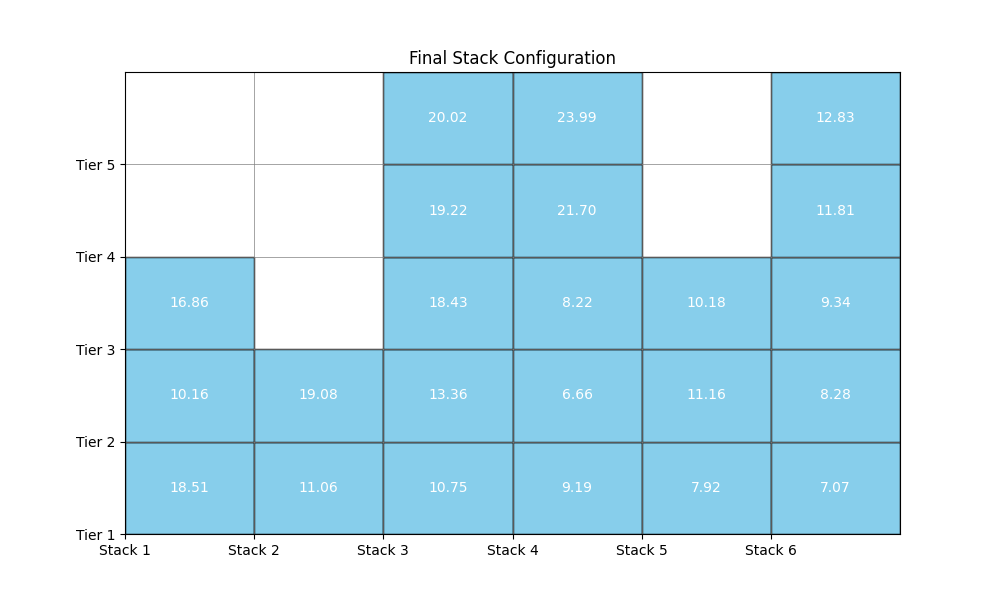 Final Stack Configuration
20.02 23.99 12.83
Tier 5
19.22 21.70 11.81
Tier 4
16.86 18.43 8.22 10.18 9.34
Tier 3
10.16 19.08 13.36 6.66 11.16 8.28
Tier 2
18.51 11.06 10.75 9.19 7.92 7.07
Tier 1
Stack 1 Stack 2 Stack 3 Stack 4 Stack 5 Stack 6